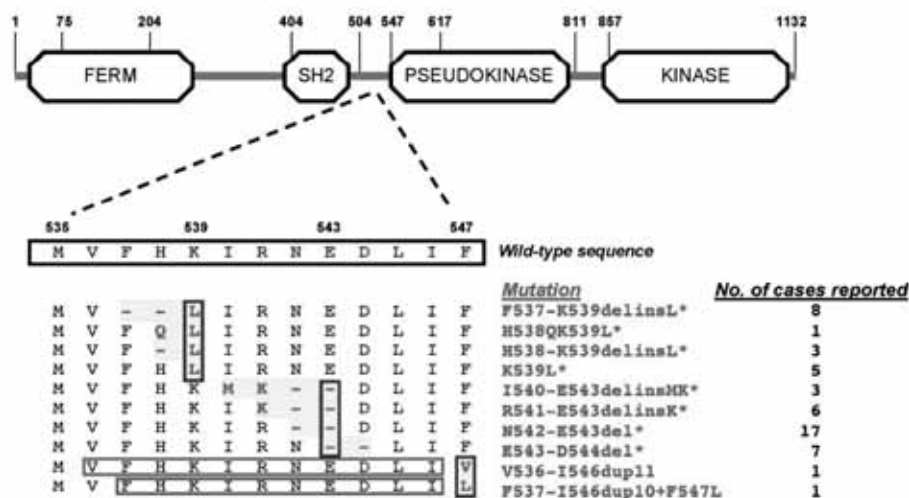 1 75 204 404 504 547 617 811 857 1132
FERM SH2 PSEUDOKINASE KINASE
535 539 543 547
M V F H K I R N E D L I F Wild-type sequence
Mutation No. of cases reported
M V - - L I R N E D L I F F537-K539delinsL* 8
M V F Q L I R N E D L I F H538QK539L* 1
M V F - L I R N E D L I F H538-K539delinsL* 3
M V F H L I R N E D L I F K539L* 5
M V F H K M K - - D L I F I540-E543delinsMK* 3
M V F H K I K - - D L I F R541-E543delinsK* 6
M V F H K I R - - D L I F N542-E543del* 17
M V F H K I R N - - L I F E543-D544del* 7
M V F H K I R N E D L I V V536-I546dup11 1
M V F H K I R N E D L I L F537-I546dup10+F547L 1